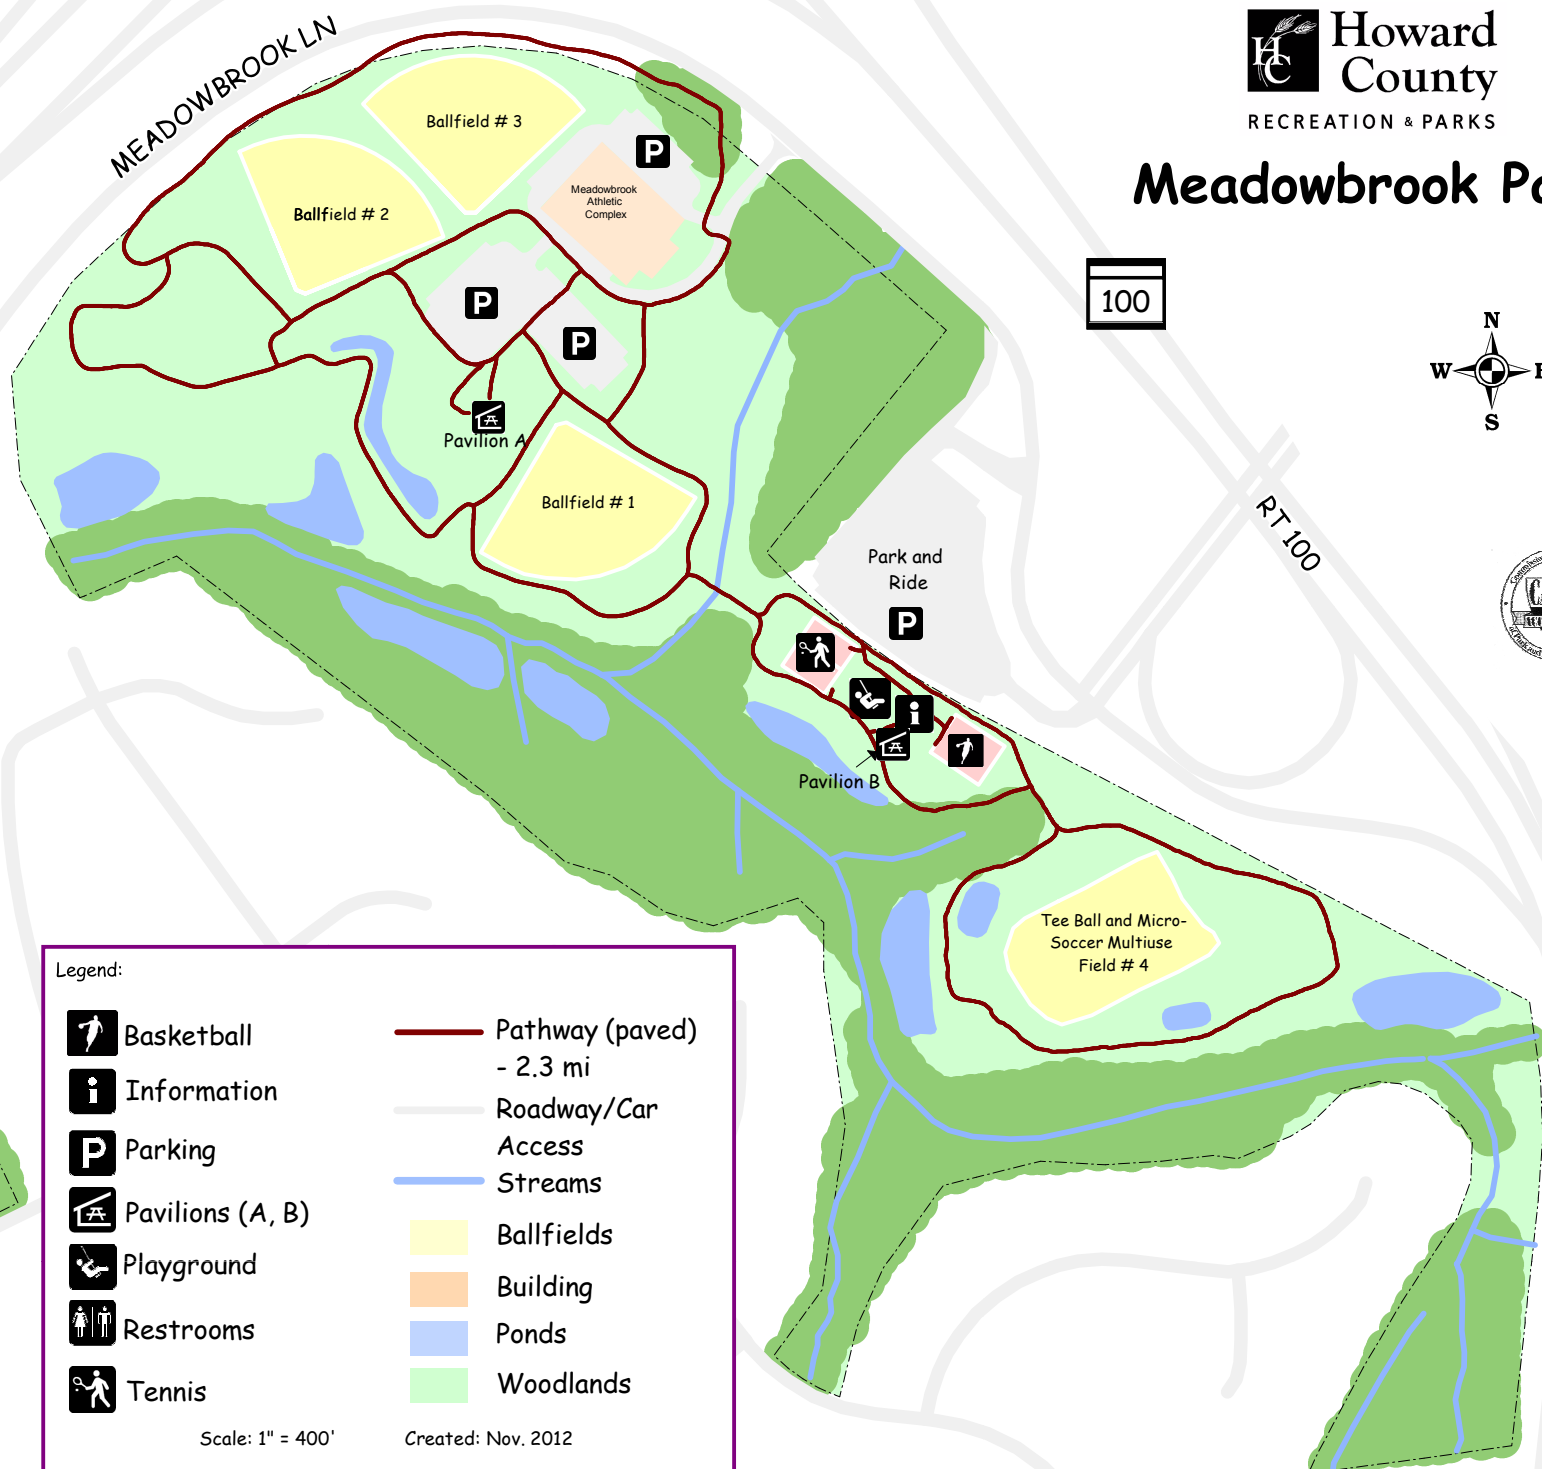 MEADOWBROOK LN
Howard
County
RECREATION & PARKS
Meadowbrook
Ballfield # 3
P
Meadowbrook
Athletic
Complex
Ballfield # 2
100
N
W
S
P
P
Pavilion A
Ballfield # 1
RT 100
Park and
Ride
P
i
Pavilion B
Tee Ball and Micro-
Soccer Multiuse
Field # 4
Legend:
Basketball
i Information
P Parking
Pavilions (A, B)
Playground
Restrooms
Tennis
Pathway (paved)
- 2.3 mi
Roadway/Car
Access
Streams
Ballfields
Building
Ponds
Woodlands
Scale: 1" = 400'
Created: Nov. 2012